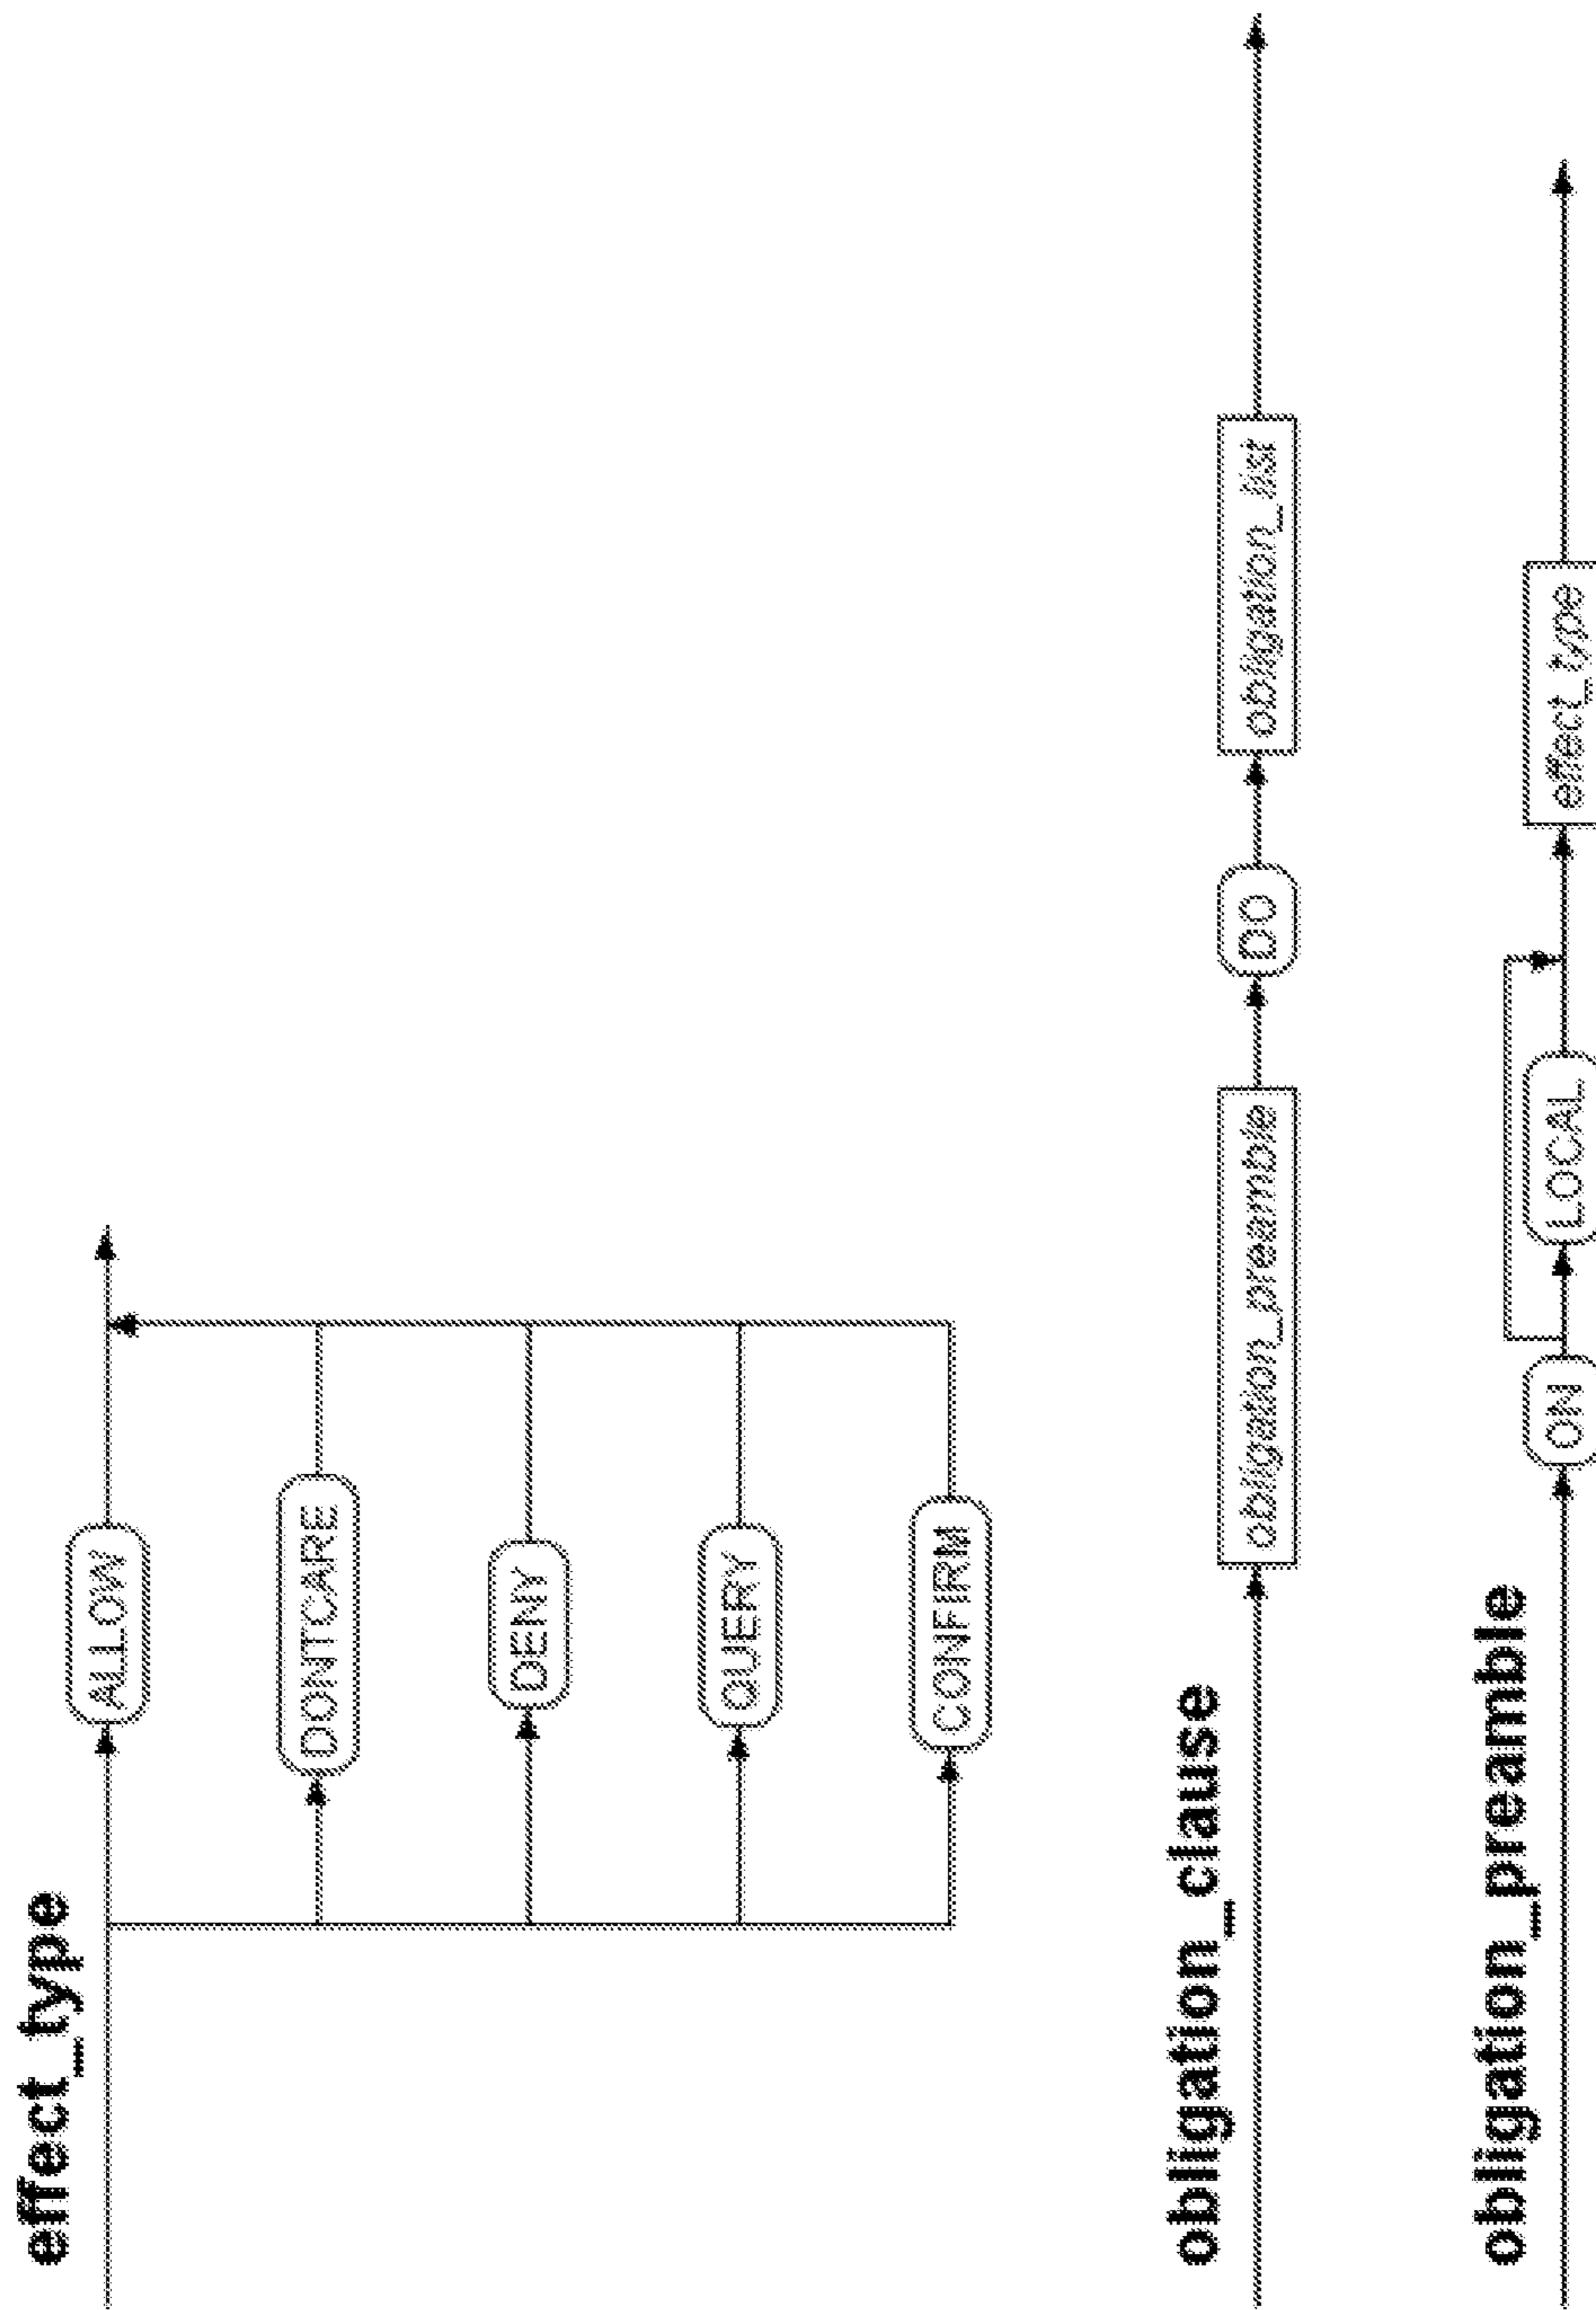 effect_type
ALLOW
DONTCARE
DENY
QUERY
CONFIRM
obligation_clause
obligation_preamble
DO
obligation_list
obligation_preamble
ON
LOCAL
effect_type